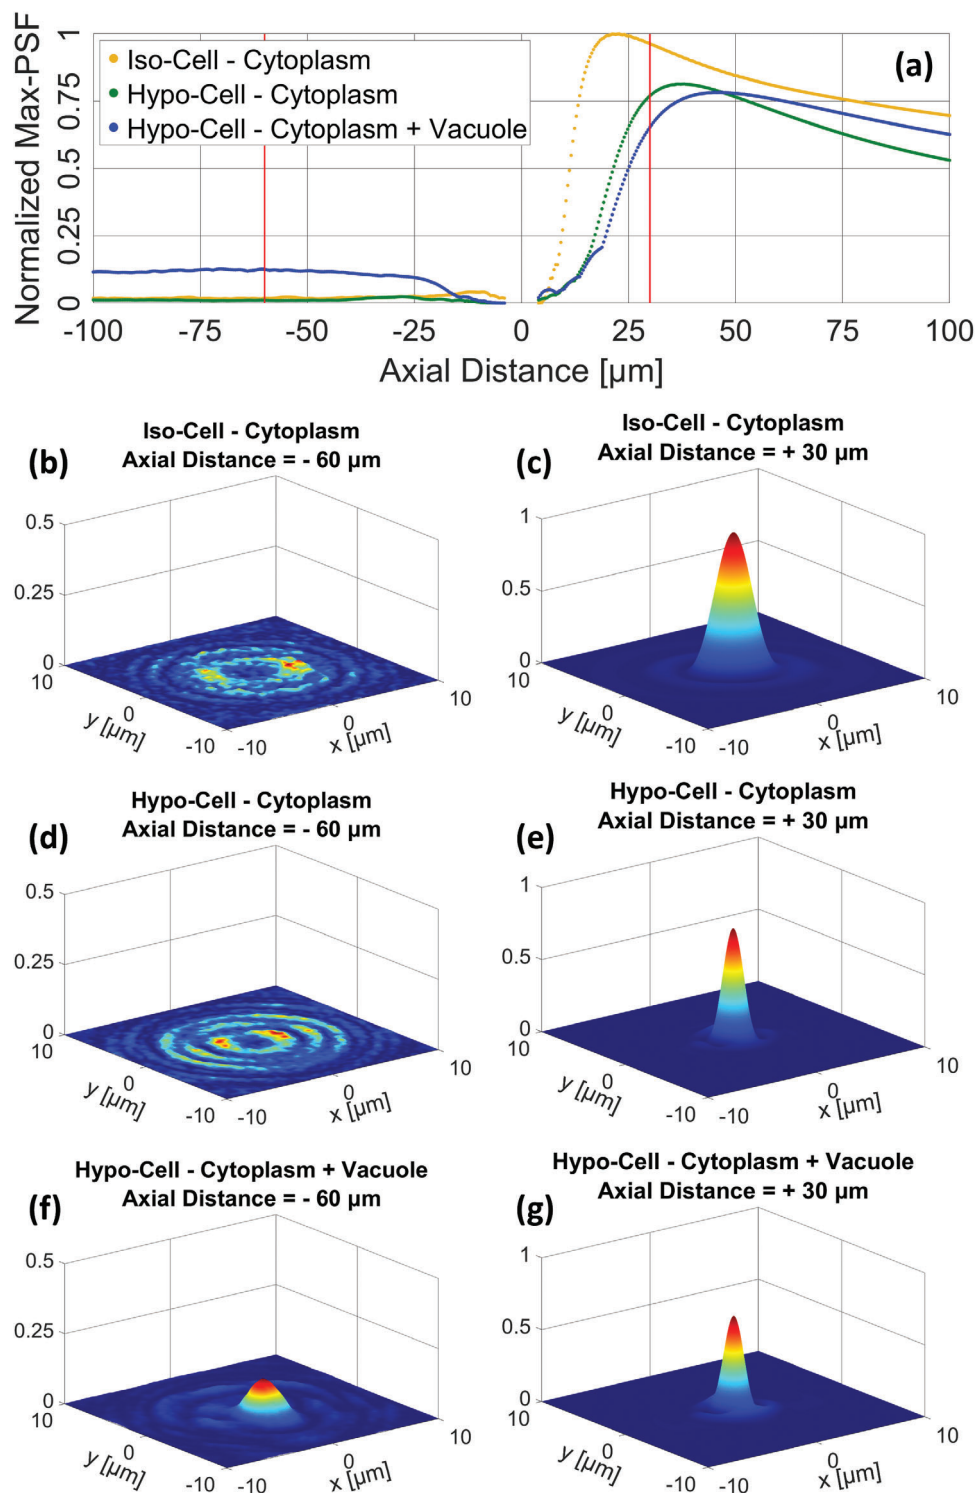 Normalized Max-PSF
1
0.75
0.5
0.25
0
Iso-Cell - Cytoplasm
Hypo-Cell - Cytoplasm
Hypo-Cell - Cytoplasm + Vacuole
(a)
-100 -75 -50 -25 0 25 50 75 100
Axial Distance [µm]
(b)
Iso-Cell - Cytoplasm
Axial Distance = - 60 µm
0.5
0.25
0
10
0
-10
y [µm]
-10
0
10
x [µm]
(c)
Iso-Cell - Cytoplasm
Axial Distance = + 30 µm
1
0.5
0
10
0
-10
y [µm]
-10
0
10
x [µm]
(d)
Hypo-Cell - Cytoplasm
Axial Distance = - 60 µm
0.5
0.25
0
10
0
-10
y [µm]
-10
0
10
x [µm]
(e)
Hypo-Cell - Cytoplasm
Axial Distance = + 30 µm
1
0.5
0
10
0
-10
y [µm]
-10
0
10
x [µm]
(f)
Hypo-Cell - Cytoplasm + Vacuole
Axial Distance = - 60 µm
0.5
0.25
0
10
0
-10
y [µm]
-10
0
10
x [µm]
(g)
Hypo-Cell - Cytoplasm + Vacuole
Axial Distance = + 30 µm
1
0.5
0
10
0
-10
y [µm]
-10
0
10
x [µm]